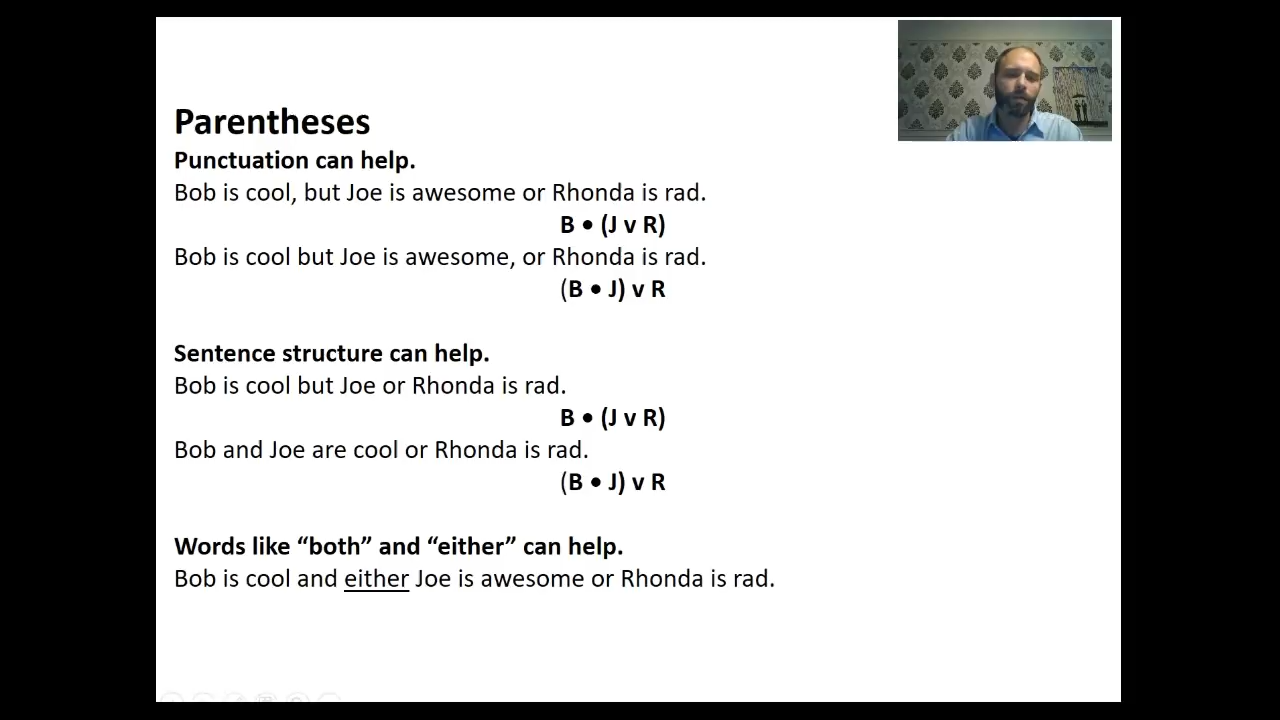 Parentheses
Punctuation can help.
Bob is cool, but Joe is awesome or Rhonda is rad.
B • (J v R)
Bob is cool but Joe is awesome, or Rhonda is rad.
(B • J) v R
Sentence structure can help.
Bob is cool but Joe or Rhonda is rad.
B • (J v R)
Bob and Joe are cool or Rhonda is rad.
(B • J) v R
Words like “both” and “either” can help.
Bob is cool and either Joe is awesome or Rhonda is rad.